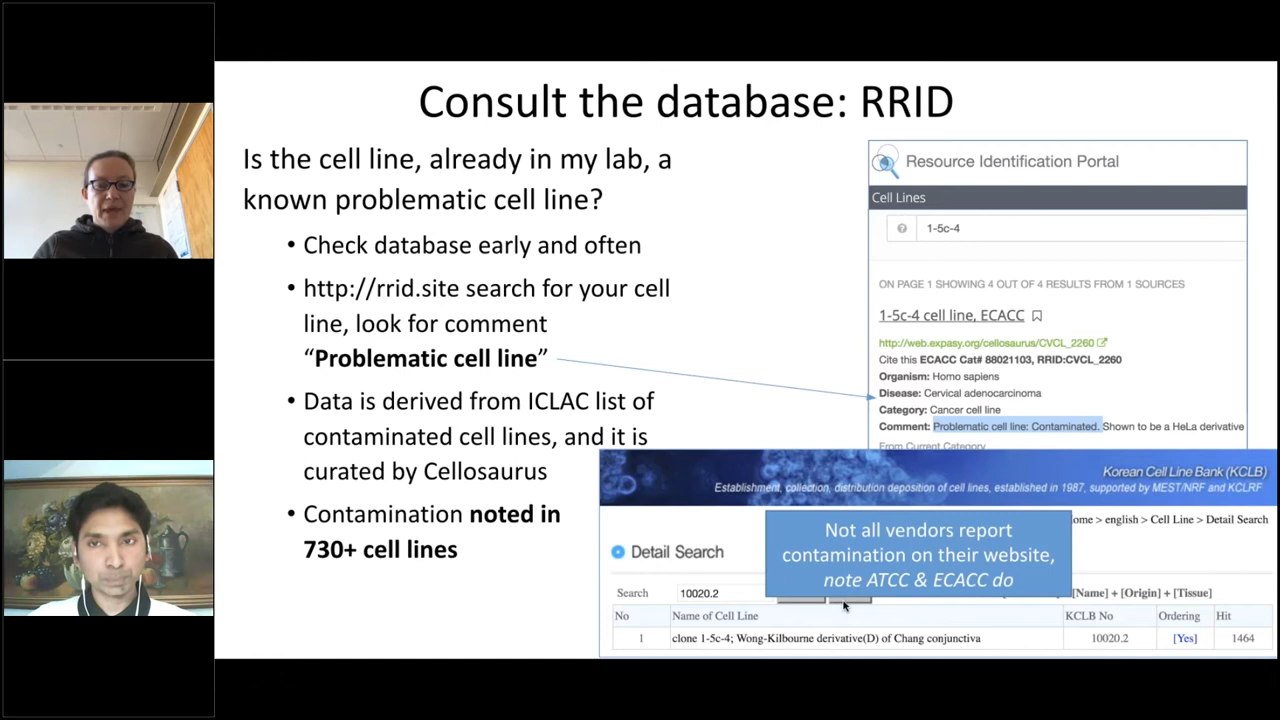 Consult the database: RRID
Is the cell line, already in my lab, a
known problematic cell line?
• Check database early and often
• http://rrid.site search for your cell
line, look for comment
“Problematic cell line”
• Data is derived from ICLAC list of
contaminated cell lines, and it is
curated by Cellosaurus
• Contamination noted in
730+ cell lines
Resource Identification Portal
Cell Lines
1-5c-4
ON PAGE 1 SHOWING 4 OUT OF 4 RESULTS FROM 1 SOURCES
1-5c-4 cell line, ECACC
http://web.expasy.org/cellosaurus/CVCL_2260
Cite this ECACC Cat# 88021103, RRID:CVCL_2260
Organism: Homo sapiens
Disease: Cervical adenocarcinoma
Category: Cancer cell line
Comment: Problematic cell line: Contaminated. Shown to be a HeLa derivative
From Current Category
Korean Cell Line Bank (KCLB)
Establishment, collection, distribution deposition of cell lines, established in 1987, supported by MEST/NRF and KCLRF
ome > english > Cell Line > Detail Search
Not all vendors report
contamination on their website,
note ATCC & ECACC do
Detail Search
Search 10020.2 [Name] + [Origin] + [Tissue]
No Name of Cell Line KCLB No Ordering Hit
1 clone 1-5c-4; Wong-Kilbourne derivative(D) of Chang conjunctiva 10020.2 [Yes] 1464